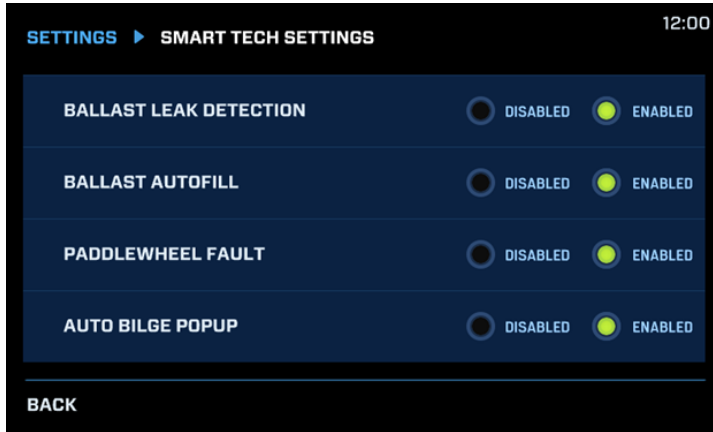 SETTINGS ▶ SMART TECH SETTINGS 12:00
BALLAST LEAK DETECTION DISABLED ENABLED
BALLAST AUTOFILL DISABLED ENABLED
PADDLEWHEEL FAULT DISABLED ENABLED
AUTO BILGE POPUP DISABLED ENABLED
BACK